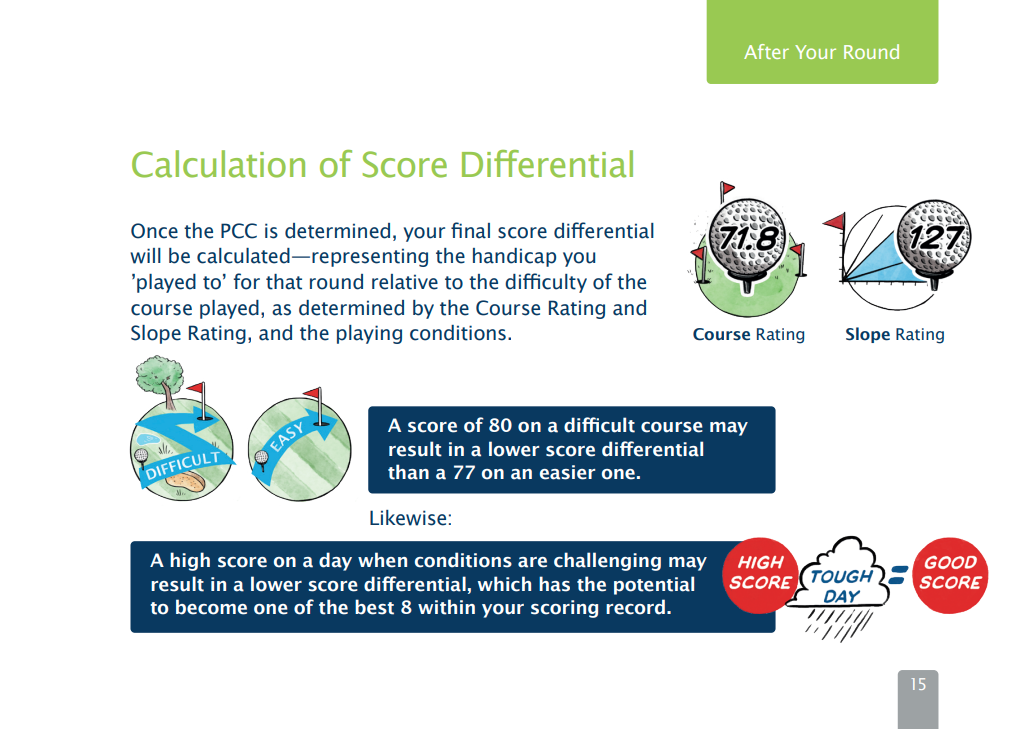 After Your Round
Calculation of Score Differential
Once the PCC is determined, your final score differential
will be calculated—representing the handicap you
’played to’ for that round relative to the difficulty of the
course played, as determined by the Course Rating and
Slope Rating, and the playing conditions.
71.8
Course Rating
127
Slope Rating
DIFFICULT
EASY
A score of 80 on a difficult course may
result in a lower score differential
than a 77 on an easier one.
Likewise:
A high score on a day when conditions are challenging may
result in a lower score differential, which has the potential
to become one of the best 8 within your scoring record.
HIGH
SCORE
TOUGH
DAY
=
GOOD
SCORE
15